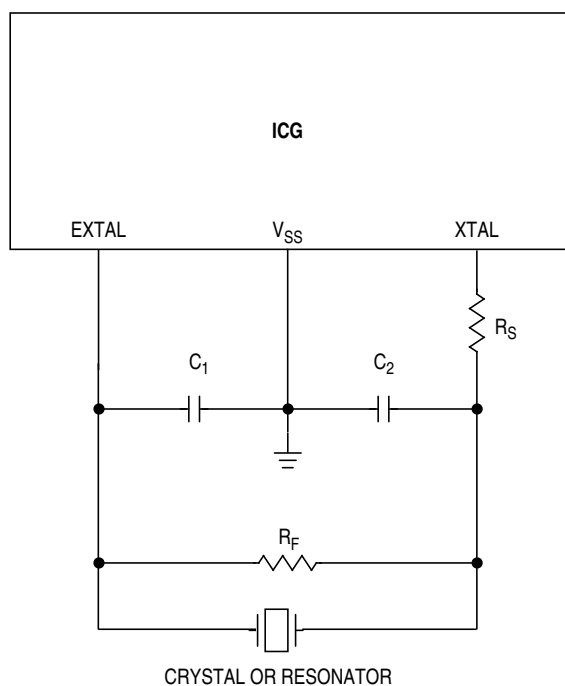 ICG
EXTAL
VSS
XTAL
RS
C1
C2
RF
CRYSTAL OR RESONATOR